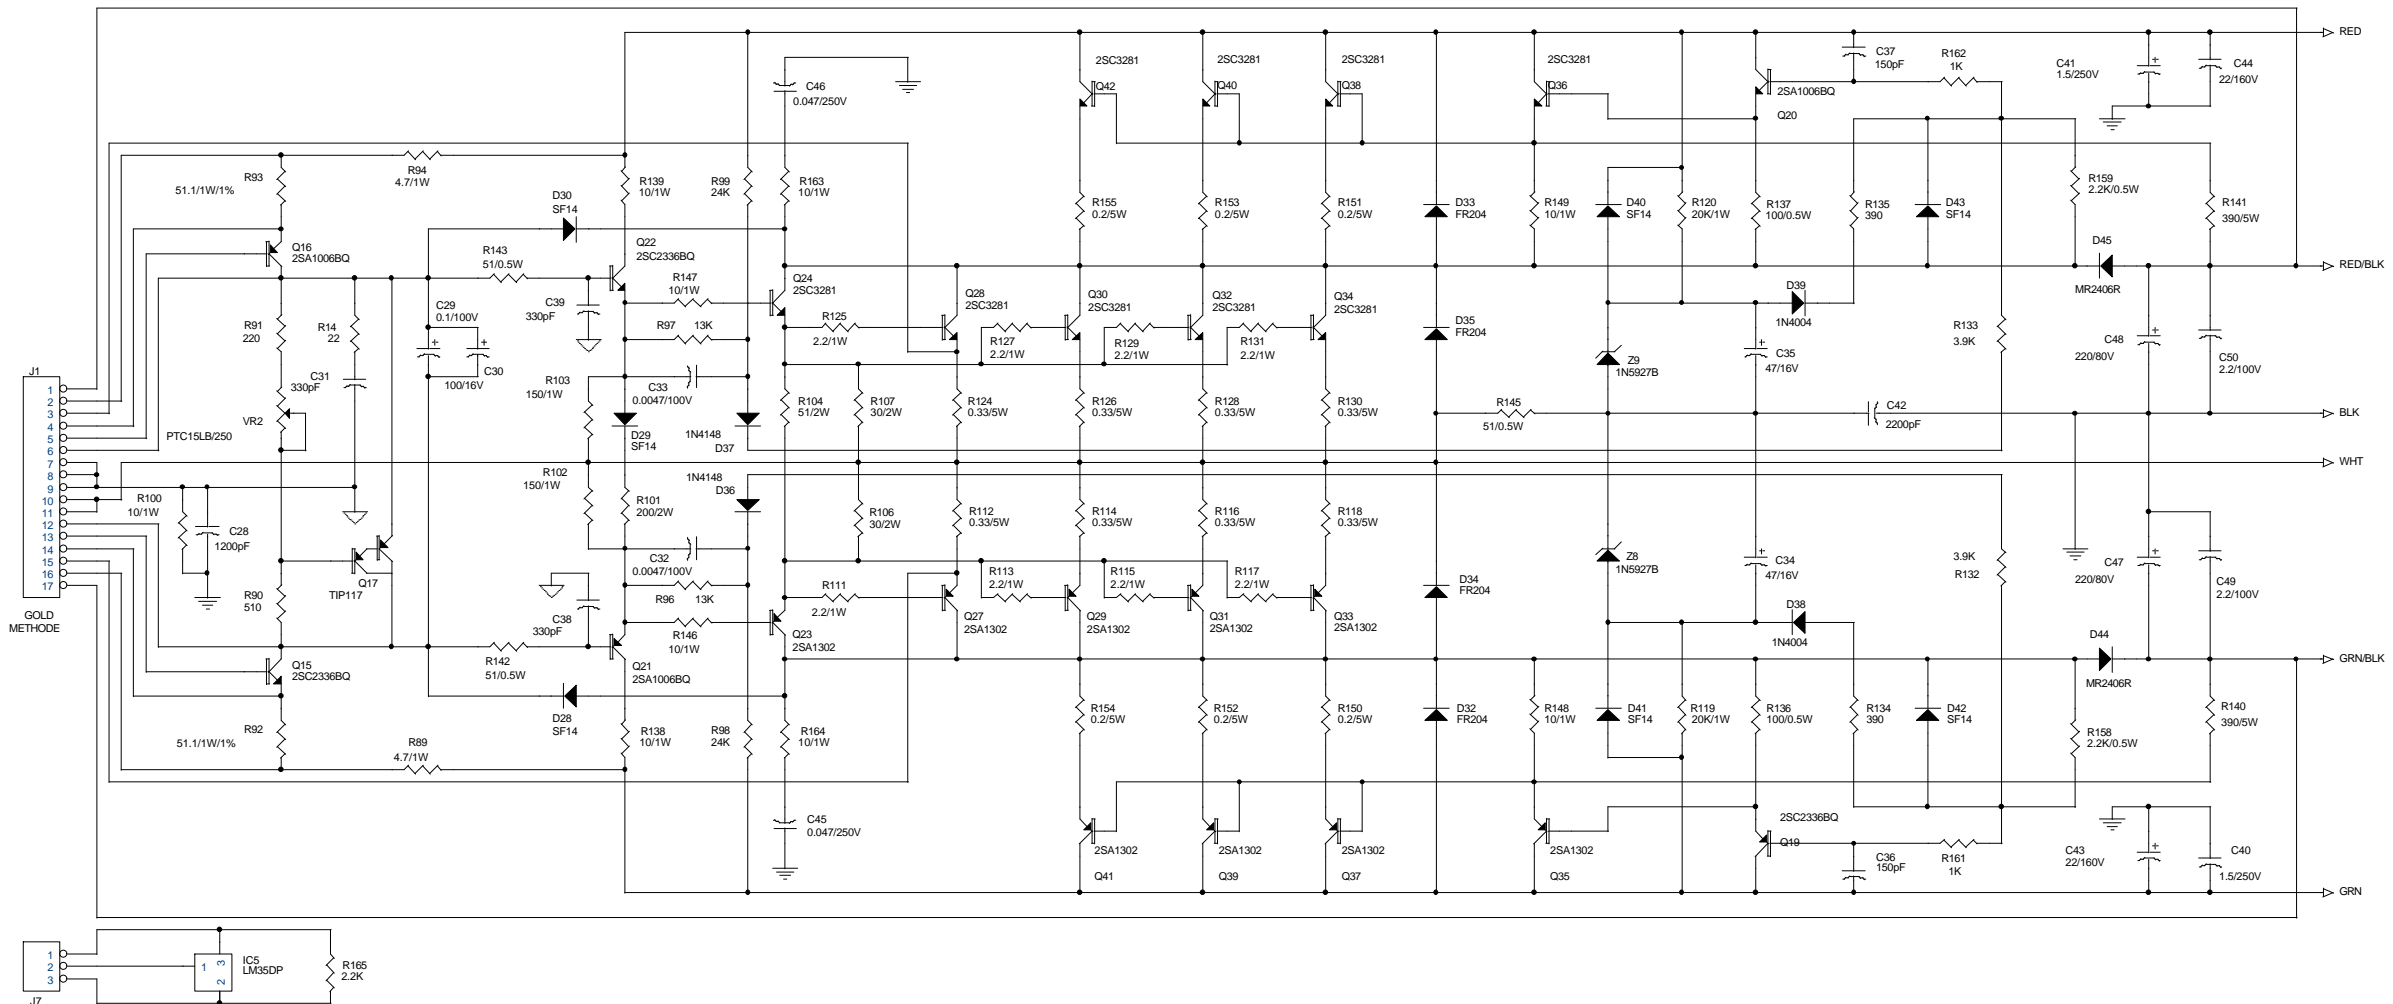 RED
2SC3281
2SC3281
2SC3281
2SC3281
Q42
Q40
Q38
Q36
2SA1006BQ
Q20
C37
150pF
R162
1K
C41
1.5/250V
+
C44
22/160V
C46
0.047/250V
R94
4.7/1W
R93
51.1/1W/1%
R139
10/1W
R99
24K
R163
10/1W
R155
0.2/5W
R153
0.2/5W
R151
0.2/5W
D33
FR204
R149
10/1W
D40
SF14
R120
20K/1W
R137
100/0.5W
R135
390
D43
SF14
R159
2.2K/0.5W
R141
390/5W
D30
SF14
Q16
2SA1006BQ
R143
51/0.5W
Q22
2SC2336BQ
R147
10/1W
Q24
2SC3281
D45
MR2406R
RED/BLK
C29
0.1/100V
+
+
C30
100/16V
C39
330pF
R97
13K
R125
2.2/1W
Q28
2SC3281
Q30
2SC3281
Q32
2SC3281
Q34
2SC3281
R127
2.2/1W
R129
2.2/1W
R131
2.2/1W
D35
FR204
D39
1N4004
R133
3.9K
R91
220
R14
22
C31
330pF
VR2
PTC15LB/250
R103
150/1W
C33
0.0047/100V
D29
SF14
1N4148
D37
R104
51/2W
R107
30/2W
R124
0.33/5W
R126
0.33/5W
R128
0.33/5W
R130
0.33/5W
Z9
1N5927B
+
C35
47/16V
C48
+
220/80V
C50
2.2/100V
R145
51/0.5W
C42
2200pF
BLK
WHT
J1
1
2
3
4
5
6
7
8
9
10
11
12
13
14
15
16
17
GOLD
METHODE
R100
10/1W
C28
1200pF
R102
150/1W
R101
200/2W
1N4148
D36
R106
30/2W
R112
0.33/5W
R114
0.33/5W
R116
0.33/5W
R118
0.33/5W
C32
0.0047/100V
R96
13K
Q17
TIP117
R90
510
C38
330pF
R111
2.2/1W
R113
2.2/1W
R115
2.2/1W
R117
2.2/1W
D34
FR204
Z8
1N5927B
+
C34
47/16V
3.9K
R132
C47
+
220/80V
C49
2.2/100V
Q15
2SC2336BQ
R142
51/0.5W
Q21
2SA1006BQ
R146
10/1W
Q23
2SA1302
Q27
2SA1302
Q29
2SA1302
Q31
2SA1302
Q33
2SA1302
D38
1N4004
D44
MR2406R
GRN/BLK
D28
SF14
R92
51.1/1W/1%
R89
4.7/1W
R138
10/1W
R98
24K
R164
10/1W
R154
0.2/5W
R152
0.2/5W
R150
0.2/5W
D32
FR204
R148
10/1W
D41
SF14
R119
20K/1W
R136
100/0.5W
R134
390
D42
SF14
R158
2.2K/0.5W
R140
390/5W
C45
0.047/250V
2SA1302
Q41
2SA1302
Q39
2SA1302
Q37
2SA1302
Q35
2SC2336BQ
Q19
C36
150pF
R161
1K
C43
22/160V
+
C40
1.5/250V
GRN
1
2
3
J7
1
3
2
IC5
LM35DP
R165
2.2K